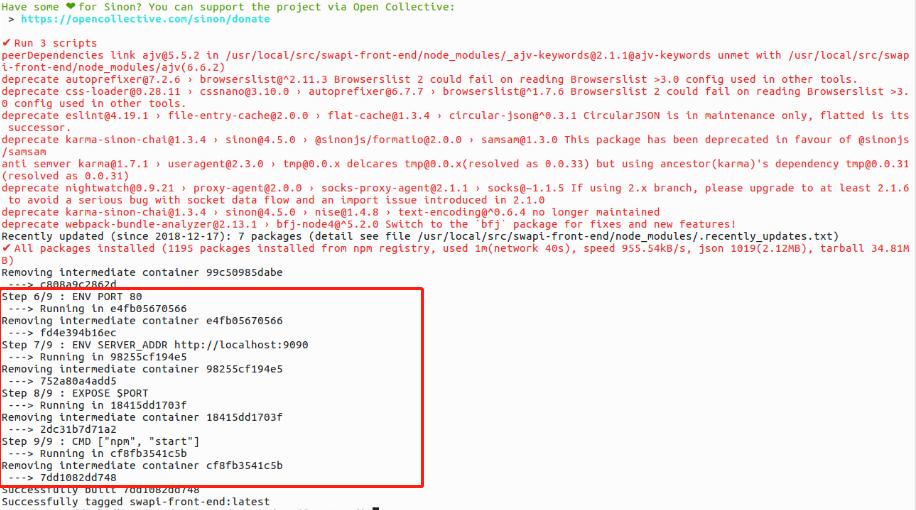 Have some ❤ for Sinon? You can support the project via Open Collective:
 > https://opencollective.com/sinon/donate
✔ Run 3 scripts
peerDependencies link ajv@5.5.2 in /usr/local/src/swapi-front-end/node_modules/_ajv-keywords@2.1.1@ajv-keywords unmet with /usr/local/src/swap
i-front-end/node_modules/ajv(6.6.2)
deprecate autoprefixer@7.2.6 › browserslist@^2.11.3 Browserslist 2 could fail on reading Browserslist >3.0 config used in other tools.
deprecate css-loader@0.28.11 › cssnano@3.10.0 › autoprefixer@6.7.7 › browserslist@^1.7.6 Browserslist 2 could fail on reading Browserslist >3.
0 config used in other tools.
deprecate eslint@4.19.1 › file-entry-cache@2.0.0 › flat-cache@1.3.4 › circular-json@^0.3.1 CircularJSON is in maintenance only, flatted is its
 successor.
deprecate karma-sinon-chai@1.3.4 › sinon@4.5.0 › @sinonjs/formatio@2.0.0 › samsam@1.3.0 This package has been deprecated in favour of @sinonjs
/samsam
anti semver karma@1.7.1 › useragent@2.3.0 › tmp@0.0.x delcares tmp@0.0.x(resolved as 0.0.33) but using ancestor(karma)'s dependency tmp@0.0.31
(resolved as 0.0.31)
deprecate nightwatch@0.9.21 › proxy-agent@2.0.0 › socks-proxy-agent@2.1.1 › socks@~1.1.5 If using 2.x branch, please upgrade to at least 2.1.6
 to avoid a serious bug with socket data flow and an import issue introduced in 2.1.0
deprecate karma-sinon-chai@1.3.4 › sinon@4.5.0 › nise@1.4.8 › text-encoding@^0.6.4 no longer maintained
deprecate webpack-bundle-analyzer@2.13.1 › bfj-node4@^5.2.0 Switch to the `bfj` package for fixes and new features!
Recently updated (since 2018-12-17): 7 packages (detail see file /usr/local/src/swapi-front-end/node_modules/.recently_updates.txt)
✔ All packages installed (1195 packages installed from npm registry, used 1m(network 40s), speed 955.54kB/s, json 1019(2.12MB), tarball 34.81M
B)
Removing intermediate container 99c50985dabe
 ---> c808a9c2862d
Step 6/9 : ENV PORT 80
 ---> Running in e4fb05670566
Removing intermediate container e4fb05670566
 ---> fd4e394b16ec
Step 7/9 : ENV SERVER_ADDR http://localhost:9090
 ---> Running in 98255cf194e5
Removing intermediate container 98255cf194e5
 ---> 752a80a4add5
Step 8/9 : EXPOSE $PORT
 ---> Running in 18415dd1703f
Removing intermediate container 18415dd1703f
 ---> 2dc31b7d71a2
Step 9/9 : CMD ["npm", "start"]
 ---> Running in cf8fb3541c5b
Removing intermediate container cf8fb3541c5b
 ---> 7dd1082dd748
Successfully built 7dd1082dd748
Successfully tagged swapi-front-end:latest